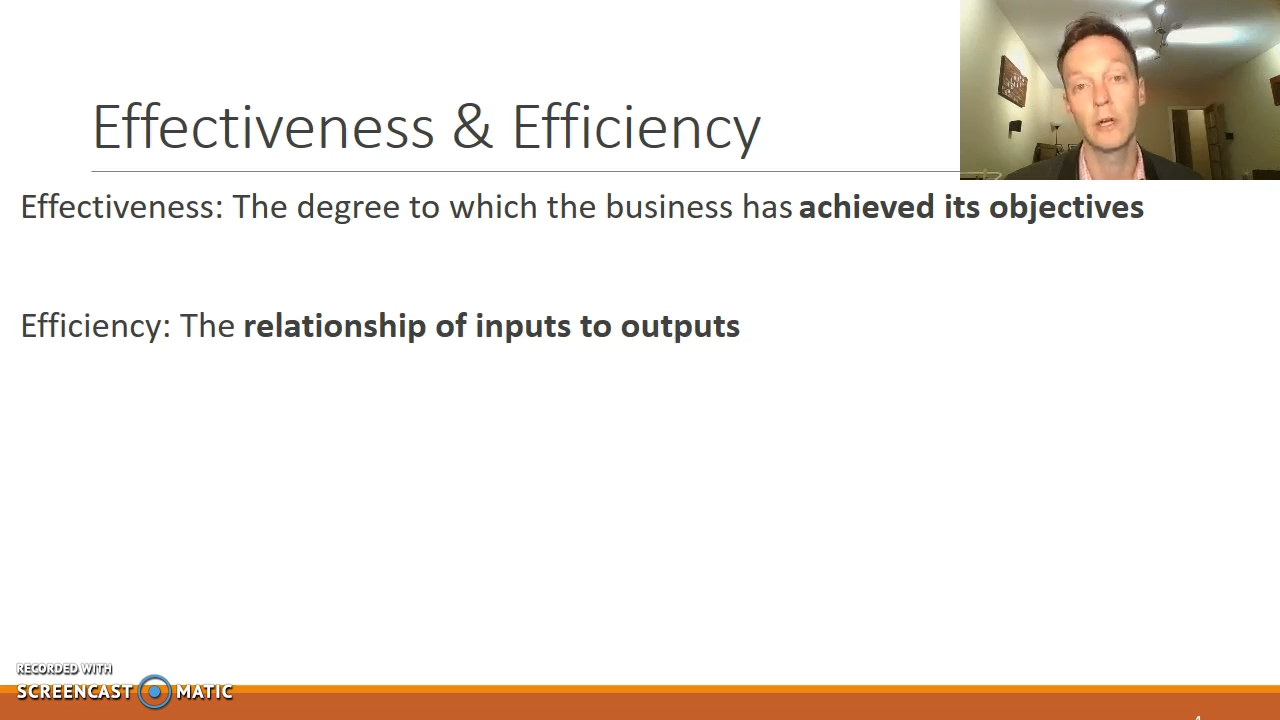 Effectiveness & Efficiency
Effectiveness: The degree to which the business has achieved its objectives
Efficiency: The relationship of inputs to outputs
RECORDED WITH
SCREENCAST MATIC